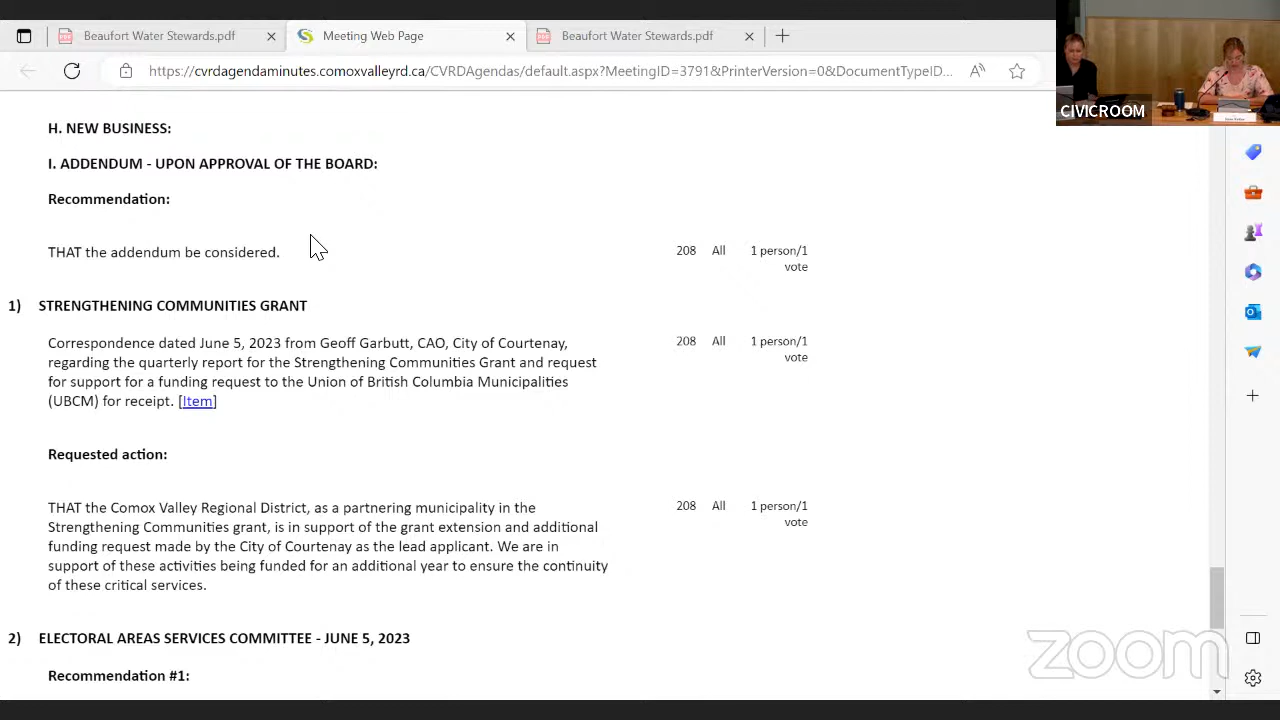 Beaufort Water Stewards.pdf
Meeting Web Page
Beaufort Water Stewards.pdf
https://cvrdagendaminutes.comoxvalleyrd.ca/CVRDAgendas/default.aspx?MeetingID=3791&PrinterVersion=0&DocumentTypeID...
CIVICROOM
H. NEW BUSINESS:
I. ADDENDUM - UPON APPROVAL OF THE BOARD:
Recommendation:
THAT the addendum be considered.
208 All 1 person/1
vote
1) STRENGTHENING COMMUNITIES GRANT
Correspondence dated June 5, 2023 from Geoff Garbutt, CAO, City of Courtenay,
regarding the quarterly report for the Strengthening Communities Grant and request
for support for a funding request to the Union of British Columbia Municipalities
(UBCM) for receipt. [Item]
208 All 1 person/1
vote
Requested action:
THAT the Comox Valley Regional District, as a partnering municipality in the
Strengthening Communities grant, is in support of the grant extension and additional
funding request made by the City of Courtenay as the lead applicant. We are in
support of these activities being funded for an additional year to ensure the continuity
of these critical services.
208 All 1 person/1
vote
2) ELECTORAL AREAS SERVICES COMMITTEE - JUNE 5, 2023
Recommendation #1:
zoom